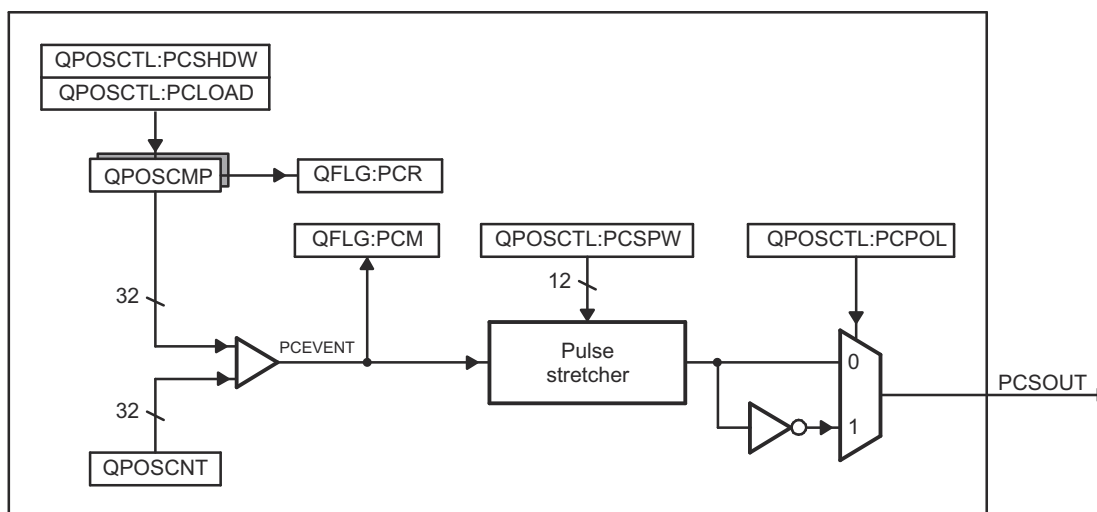 QPOSCTL:PCSHDW
QPOSCTL:PCLOAD
QPOSCMP
QFLG:PCR
QFLG:PCM
QPOSCTL:PCSPW
QPOSCTL:PCPOL
12
32
PCEVENT
Pulse
stretcher
0
PCSOUT
32
1
QPOSCNT